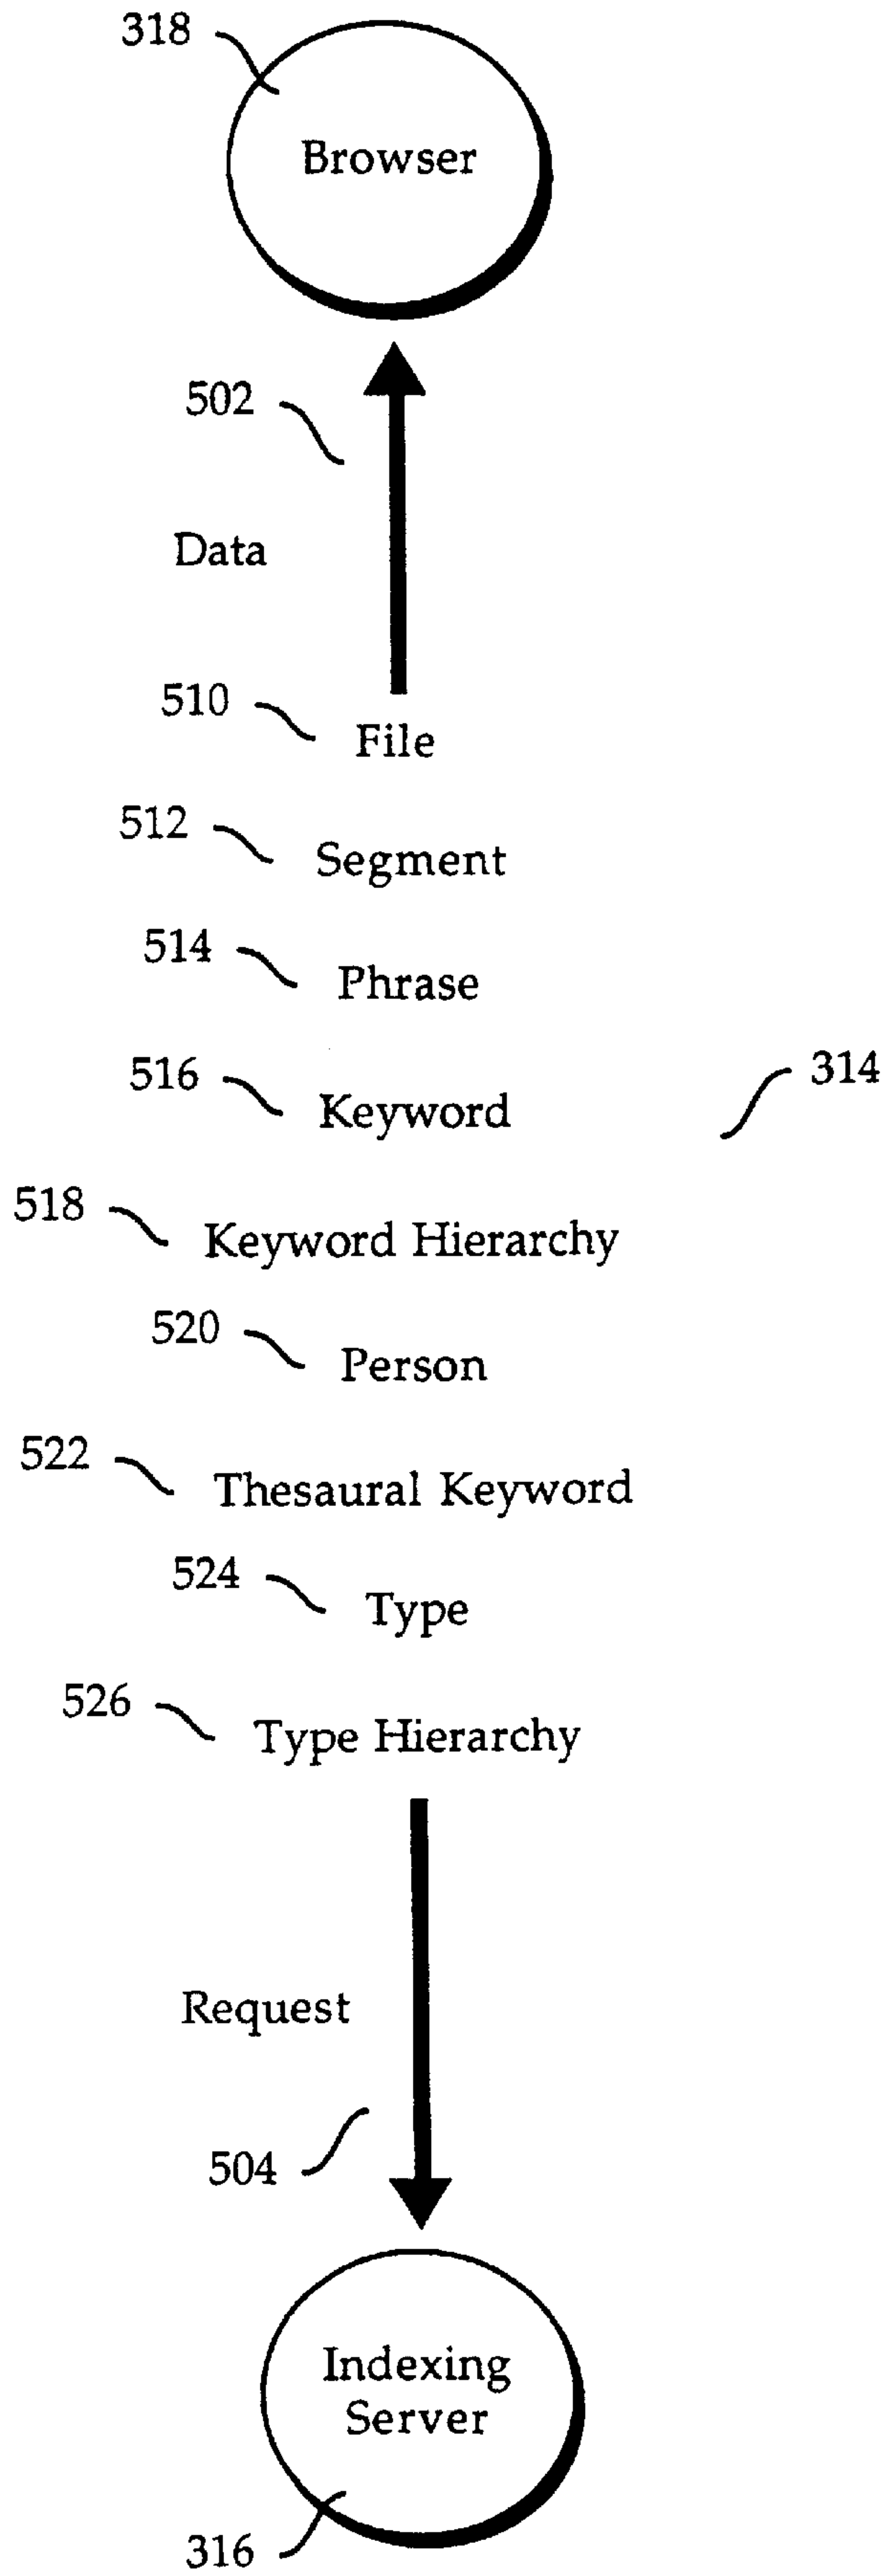 318
Browser
502
Data
510
File
512
Segment
514
Phrase
516
Keyword
314
518
Keyword Hierarchy
520
Person
522
Thesaural Keyword
524
Type
526
Type Hierarchy
Request
504
Indexing
Server
316